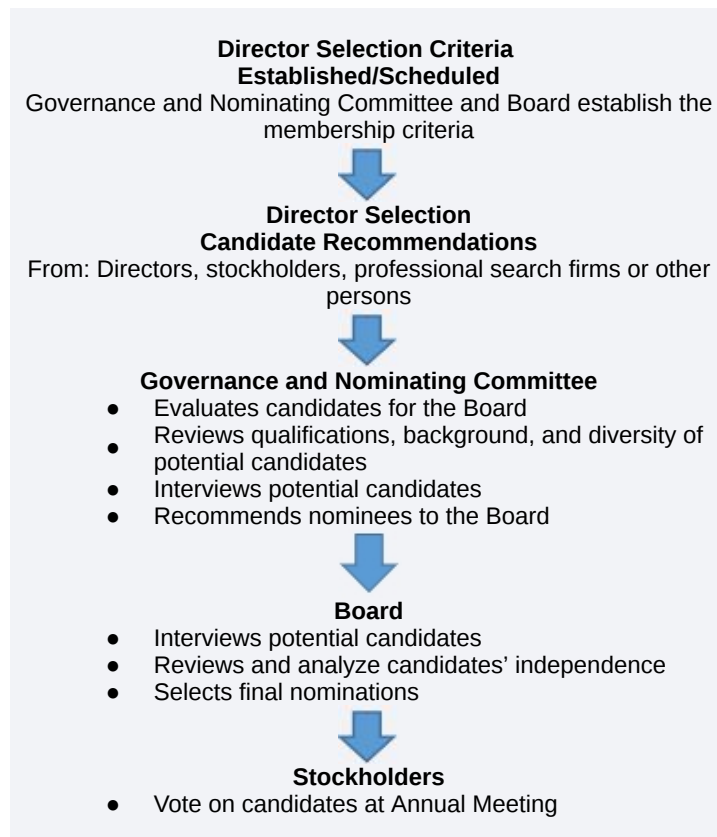 Director Selection Criteria
Established/Scheduled
Governance and Nominating Committee and Board establish the
membership criteria
Director Selection
Candidate Recommendations
From: Directors, stockholders, professional search firms or other
persons
Governance and Nominating Committee
● Evaluates candidates for the Board
● Reviews qualifications, background, and diversity of
potential candidates
● Interviews potential candidates
● Recommends nominees to the Board
Board
● Interviews potential candidates
● Reviews and analyze candidates’ independence
● Selects final nominations
Stockholders
● Vote on candidates at Annual Meeting